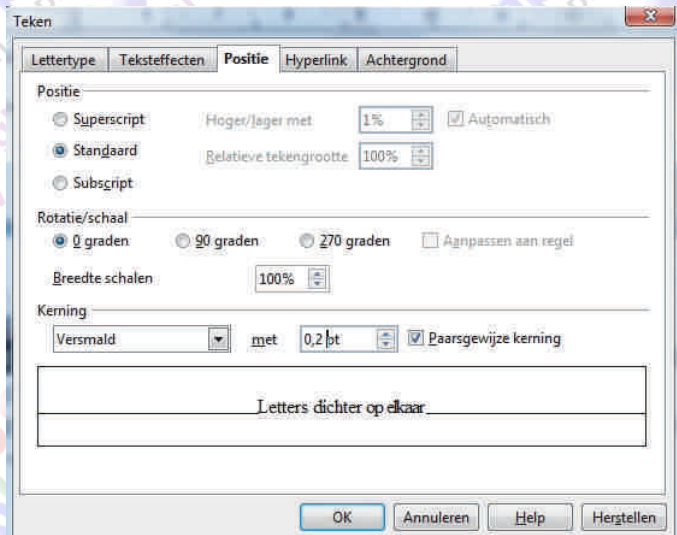 Teken
Lettertype Teksteffecten Positie Hyperlink Achtergrond
Positie
Superscript Hoger/lager met 1% Automatisch
Standaard Relatieve tekengrootte 100%
Subscript
Rotatie/schaal
0 graden 90 graden 270 graden Aanpassen aan regel
Breedte schalen 100%
Kerning
Versmald met 0,2 pt Paarsgewijze kerning
Letters dichter op elkaar
OK Annuleren Help Herstellen